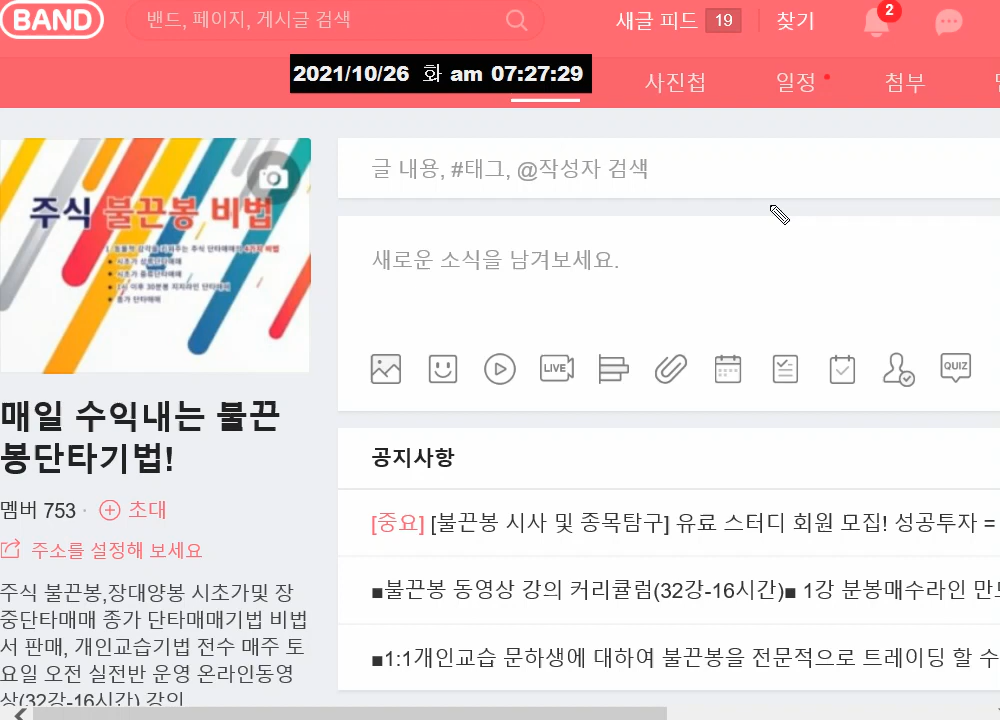 BAND
밴드, 페이지, 게시글 검색
새글 피드 19
찾기
2
2021/10/26 화 am 07:27:29
사진첩
일정
첨부
주식 불끈봉 비법
글 내용, #태그, @작성자 검색
새로운 소식을 남겨보세요.
LIVE
QUIZ
매일 수익내는 불끈
봉단타기법!
멤버 753 · 초대
주소를 설정해 보세요
주식 불끈봉,장대양봉 시초가및 장
중단타매매 종가 단타매매기법 비법
서 판매, 개인교습기법 전수 매주 토
요일 오전 실전반 운영 온라인동영
상(32강-16시간) 강의
공지사항
[중요] [불끈봉 시사 및 종목탐구] 유료 스터디 회원 모집! 성공투자 =
■불끈봉 동영상 강의 커리큘럼(32강-16시간)■ 1강 분봉매수라인 만드
■1:1개인교습 문하생에 대하여 불끈봉을 전문적으로 트레이딩 할 수